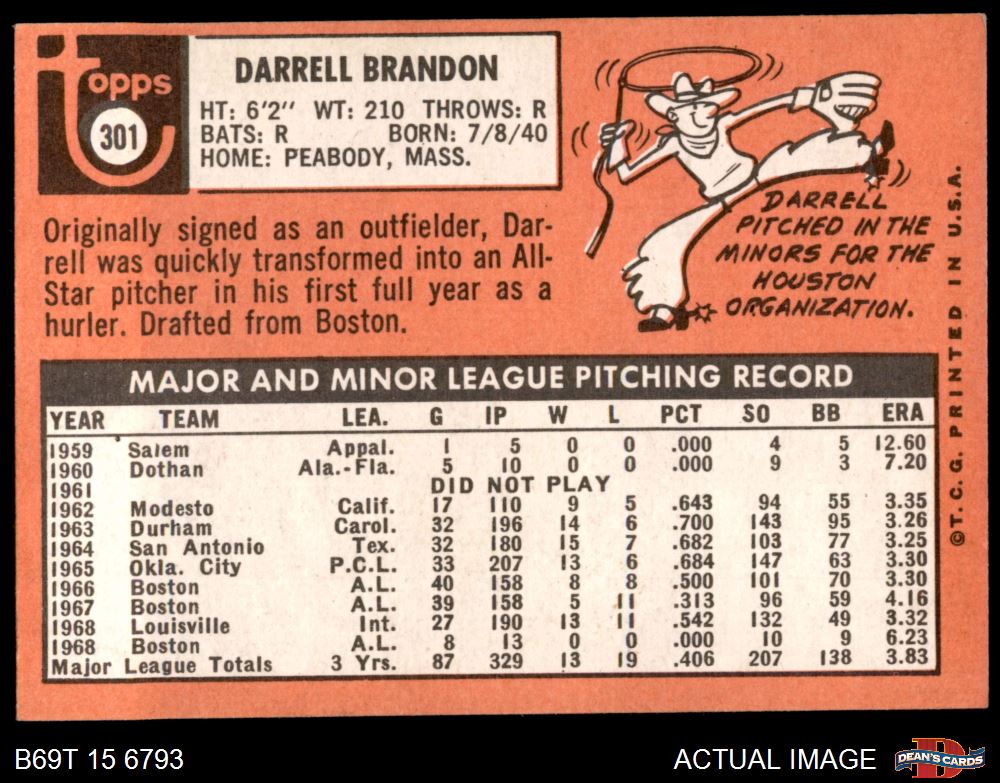 topps
301
DARRELL BRANDON
HT: 6'2" WT: 210 THROWS: R
BATS: R BORN: 7/8/40
HOME: PEABODY, MASS.
Originally signed as an outfielder, Dar-
rell was quickly transformed into an All-
Star pitcher in his first full year as a
hurler. Drafted from Boston.
DARRELL
PITCHED IN THE
MINORS FOR THE
HOUSTON
ORGANIZATION.
MAJOR AND MINOR LEAGUE PITCHING RECORD
YEAR TEAM LEA. G IP W L PCT SO BB ERA
1959 Salem Appal. 1 5 0 0 .000 4 5 12.60
1960 Dothan Ala.-Fla. 5 10 0 0 .000 9 3 7.20
1961 DID NOT PLAY
1962 Modesto Calif. 17 110 9 5 .643 94 55 3.35
1963 Durham Carol. 32 196 14 6 .700 143 95 3.26
1964 San Antonio Tex. 32 180 15 7 .682 103 77 3.25
1965 Okla. City P.C.L. 33 207 13 6 .684 147 63 3.30
1966 Boston A.L. 40 158 8 8 .500 101 70 3.30
1967 Boston A.L. 39 158 5 11 .313 96 59 4.16
1968 Louisville Int. 27 190 13 11 .542 132 49 3.32
1968 Boston A.L. 8 13 0 0 .000 10 9 6.23
Major League Totals 3 Yrs. 87 329 13 19 .406 207 138 3.83
©T.C.G. PRINTED IN U.S.A.
B69T 15 6793
ACTUAL IMAGE
DEAN'S CARDS